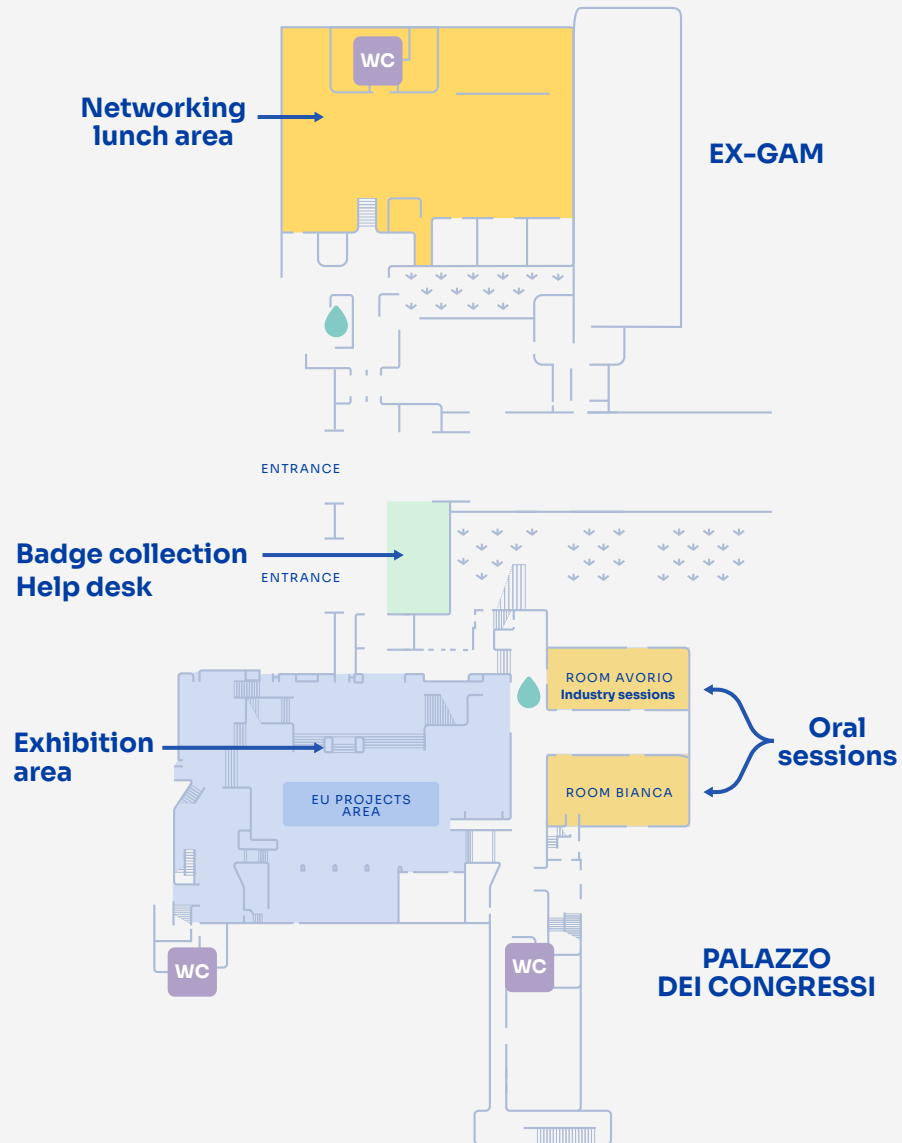 WC
Networking
lunch area
EX-GAM
ENTRANCE
Badge collection
Help desk
ENTRANCE
ROOM AVORIO
Industry sessions
Exhibition
area
Oral
sessions
EU PROJECTS
AREA
ROOM BIANCA
WC
WC
PALAZZO
DEI CONGRESSI